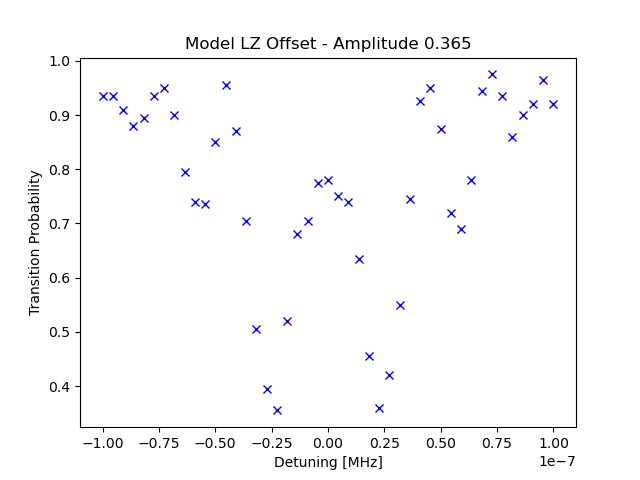 Model LZ Offset - Amplitude 0.365
1.0
0.9
0.8
0.7
0.6
0.5
0.4
Transition Probability
−1.00 −0.75 −0.50 −0.25 0.00 0.25 0.50 0.75 1.00
1e−7
Detuning [MHz]